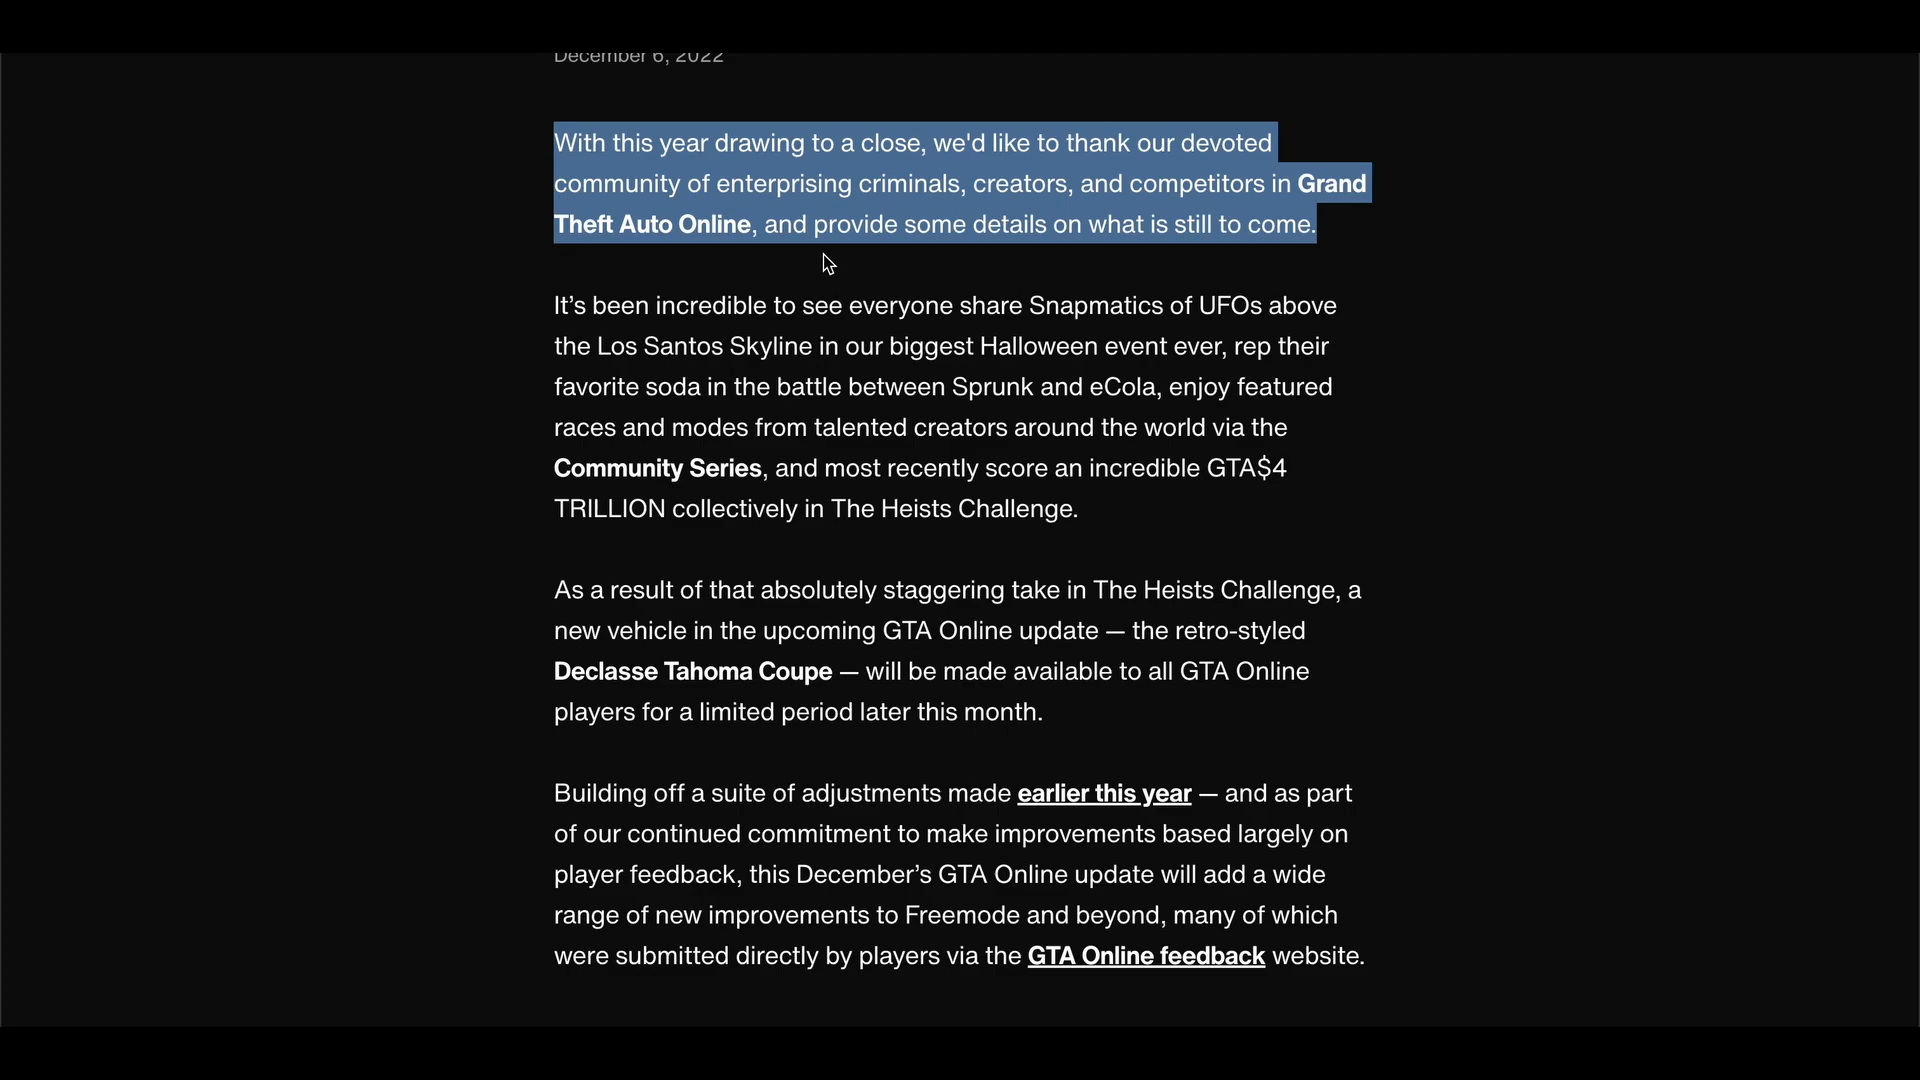 December 6, 2022
With this year drawing to a close, we'd like to thank our devoted
community of enterprising criminals, creators, and competitors in Grand
Theft Auto Online, and provide some details on what is still to come.
It’s been incredible to see everyone share Snapmatics of UFOs above
the Los Santos Skyline in our biggest Halloween event ever, rep their
favorite soda in the battle between Sprunk and eCola, enjoy featured
races and modes from talented creators around the world via the
Community Series, and most recently score an incredible GTA$4
TRILLION collectively in The Heists Challenge.
As a result of that absolutely staggering take in The Heists Challenge, a
new vehicle in the upcoming GTA Online update — the retro-styled
Declasse Tahoma Coupe — will be made available to all GTA Online
players for a limited period later this month.
Building off a suite of adjustments made earlier this year — and as part
of our continued commitment to make improvements based largely on
player feedback, this December’s GTA Online update will add a wide
range of new improvements to Freemode and beyond, many of which
were submitted directly by players via the GTA Online feedback website.